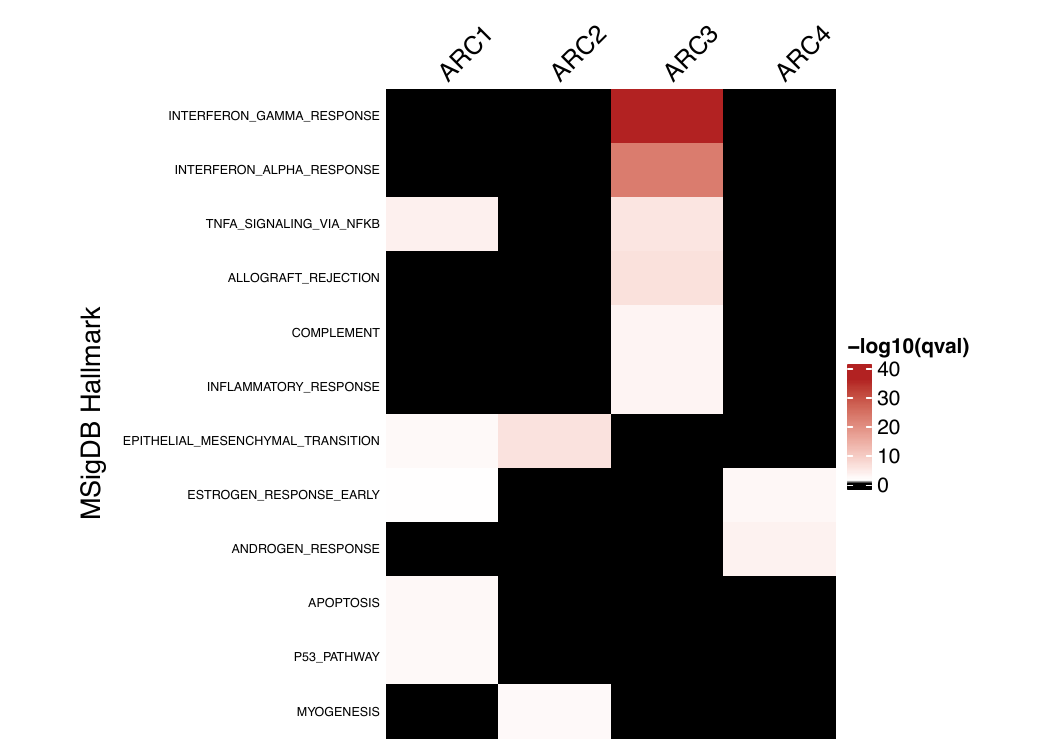 ARC1 ARC2 ARC3 ARC4
INTERFERON_GAMMA_RESPONSE
INTERFERON_ALPHA_RESPONSE
TNFA_SIGNALING_VIA_NFKB
ALLOGRAFT_REJECTION
COMPLEMENT
INFLAMMATORY_RESPONSE
EPITHELIAL_MESENCHYMAL_TRANSITION
ESTROGEN_RESPONSE_EARLY
ANDROGEN_RESPONSE
APOPTOSIS
P53_PATHWAY
MYOGENESIS
MSigDB Hallmark
−log10(qval)
40
30
20
10
0